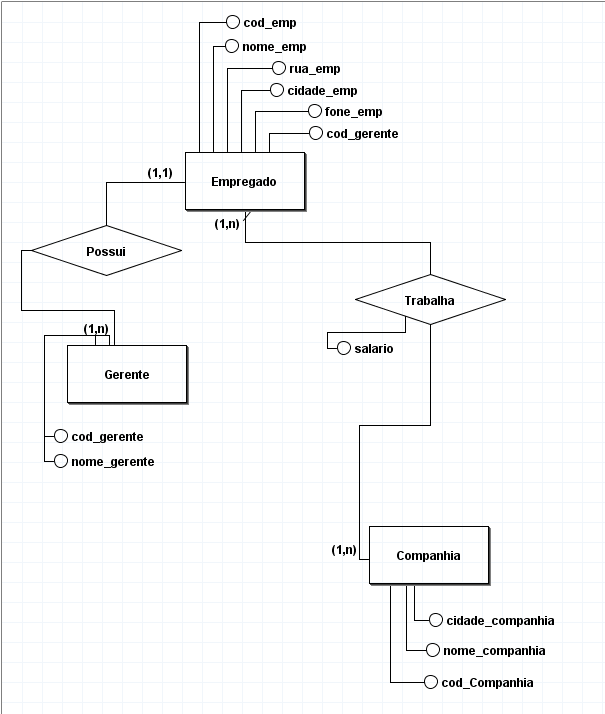 cod_emp
nome_emp
rua_emp
cidade_emp
fone_emp
cod_gerente
(1,1)
Empregado
(1,n)
Possui
Trabalha
(1,n)
salario
Gerente
cod_gerente
nome_gerente
(1,n)
Companhia
cidade_companhia
nome_companhia
cod_Companhia